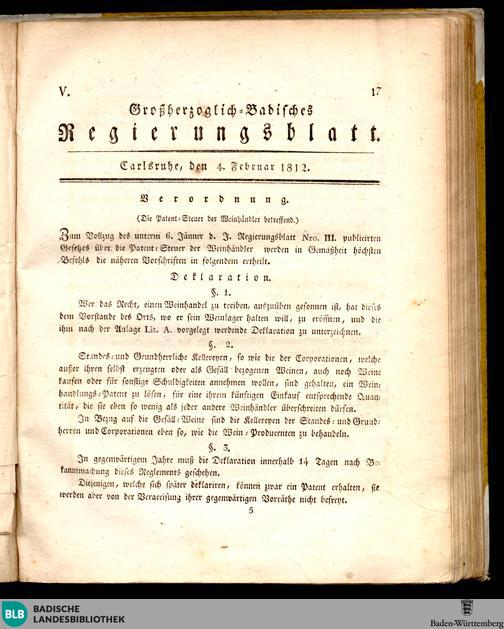 V. 17
Großherzoglich-Badisches
Regierungsblatt.
Carlsruhe, den 4. Februar 1812.
Verordnung.
(Die Patent-Steuer der Weinhändler betreffend.)
Zum Vollzug des unterm 6. Jänner d. J. Regierungsblatt Nro. III. publicirten
Gesetzes über die Patent-Steuer der Weinhändler werden in Gemäßheit höchsten
Befehls die näheren Vorschriften in folgendem ertheilt.
Deklaration.
§. 1.
Wer das Recht, einen Weinhandel zu treiben, auszuüben gesonnen ist, hat dieses
dem Vorstande des Orts, wo er sein Weinlager halten will, zu eröffnen, und die
ihm nach der Anlage Lit. A. vorgelegt werdende Deklaration zu unterzeichnen.
§. 2.
Standes- und Grundherrliche Kellereyen, so wie die der Corporationen, welche
außer ihren selbst erzeugten oder als Gefäll bezogenen Weinen, auch noch Weine
kaufen oder für sonstige Schuldigkeiten annehmen wollen, sind gehalten, ein Wein-
handlungs-Patent zu lösen, für eine ihrem künftigen Einkauf entsprechende Quan-
tität, die sie eben so wenig als jeder andere Weinhändler überschreiten dürfen.
In Bezug auf die Gefäll-Weine sind die Kellereyen der Standes- und Grund-
herren und Corporationen eben so, wie die Wein-Producenten zu behandeln.
§. 3.
In gegenwärtigem Jahre muß die Deklaration innerhalb 14 Tagen nach Be-
kanntmachung dieses Reglements geschehen.
Diejenigen, welche sich später deklariren, können zwar ein Patent erhalten, sie
werden aber von der Veraccisung ihrer gegenwärtigen Vorräthe nicht befreyt.
5
BLB BADISCHE
LANDESBIBLIOTHEK
Baden-Württemberg